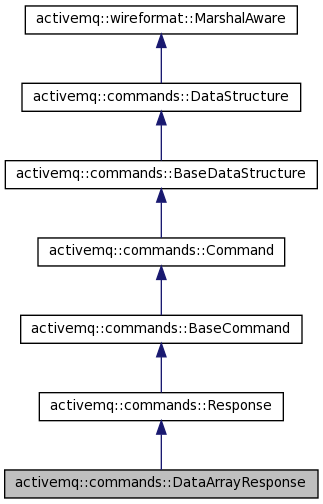 activemq::wireformat::MarshalAware
activemq::commands::DataStructure
activemq::commands::BaseDataStructure
activemq::commands::Command
activemq::commands::BaseCommand
activemq::commands::Response
activemq::commands::DataArrayResponse